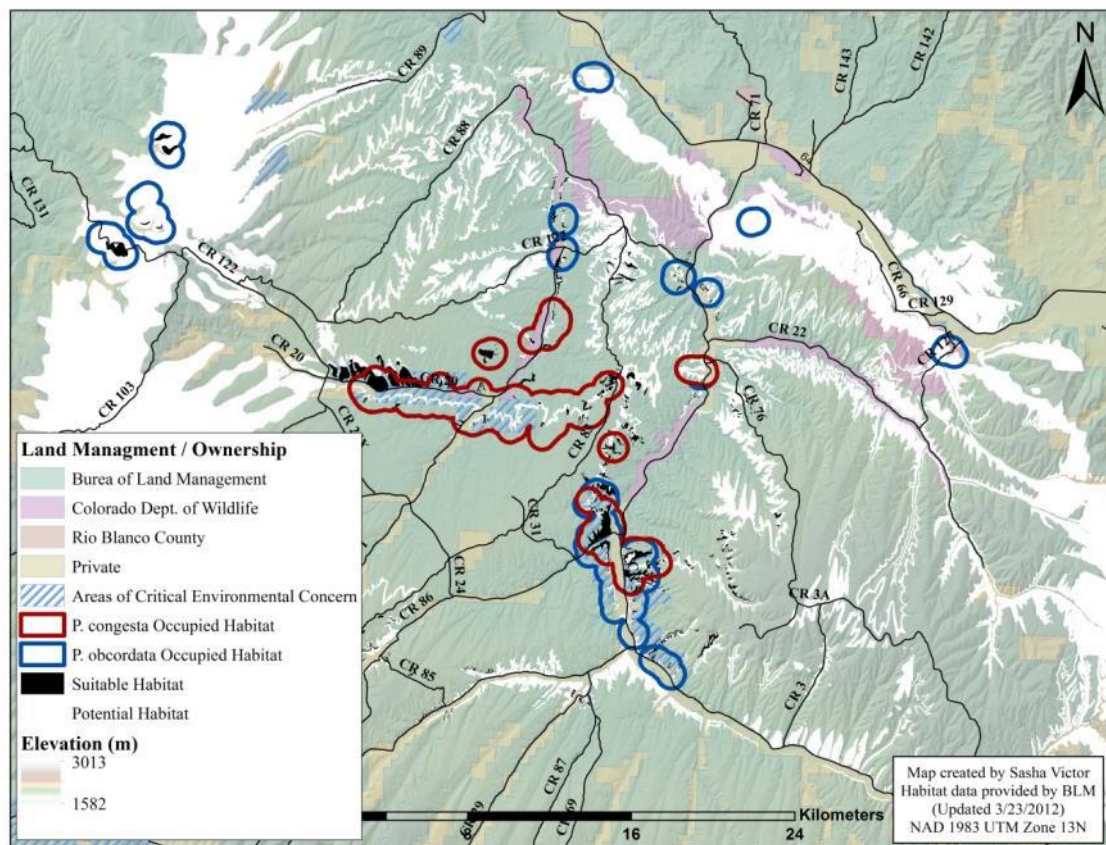 CR 89
CR 142
CR 143
N
CR 71
CR 88
64
CR 131
CR 122
CR 66
CR 129
CR 22
CR 20
CR 76
CR 103
Land Managment / Ownership
Burea of Land Management
Colorado Dept. of Wildlife
Rio Blanco County
Private
Areas of Critical Environmental Concern
P. congesta Occupied Habitat
P. obcordata Occupied Habitat
Suitable Habitat
Potential Habitat
Elevation (m)
3013
1582
CR 31
CR 24
CR 86
CR 3A
CR 85
CR 3
CR 87
CR 69
Kilometers
16
24
Map created by Sasha Victor
Habitat data provided by BLM
(Updated 3/23/2012)
NAD 1983 UTM Zone 13N